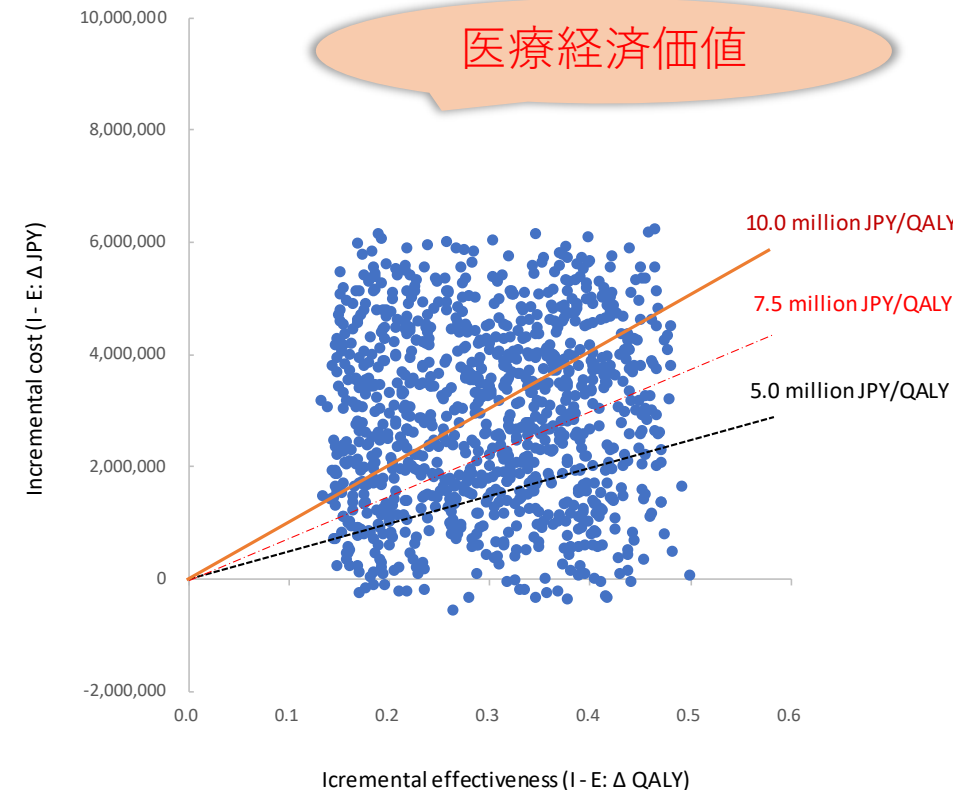 医療経済価値
10,000,000
8,000,000
6,000,000
4,000,000
2,000,000
0
-2,000,000
Incremental cost (I - E: Δ JPY)
10.0 million JPY/QALY
7.5 million JPY/QALY
5.0 million JPY/QALY
0.0 0.1 0.2 0.3 0.4 0.5 0.6
Icremental effectiveness (I - E: Δ QALY)